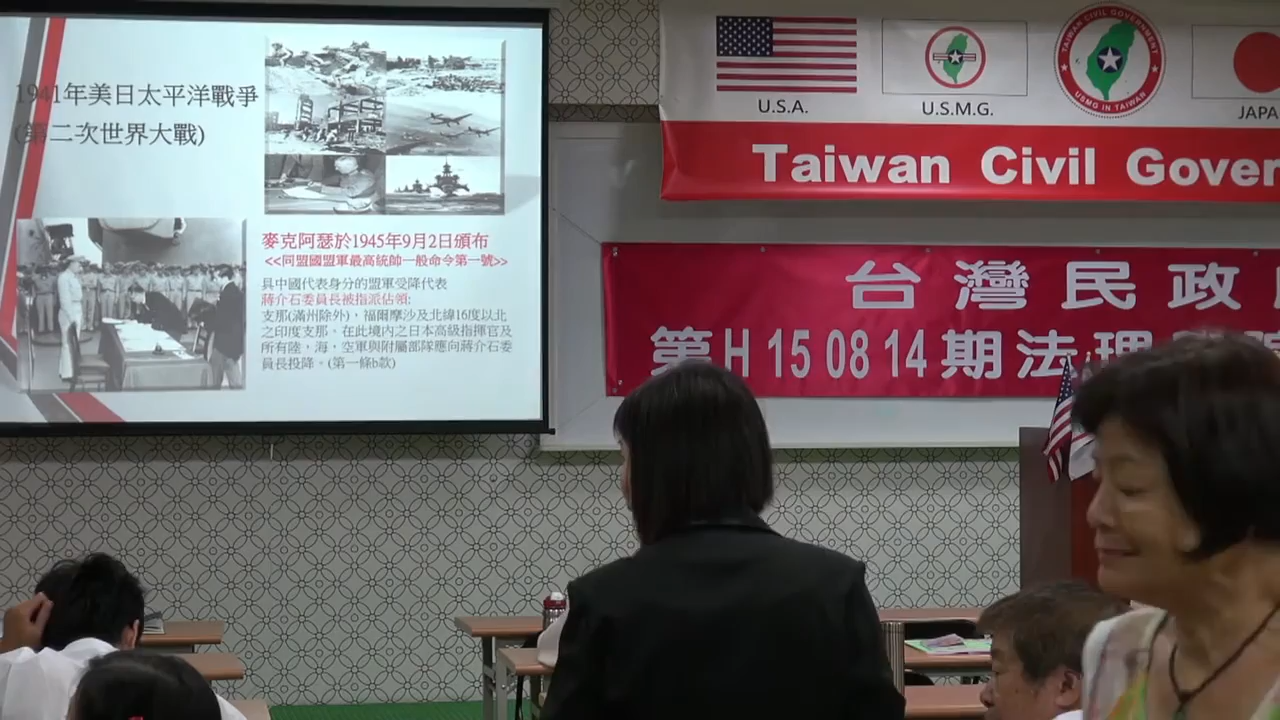 1941年美日太平洋戰爭
(第二次世界大戰)
麥克阿瑟於1945年9月2日頒布
<<同盟國盟軍最高統帥一般命令第一號>>
具中國代表身分的盟軍受降代表
蔣介石委員長被指派佔領:
支那(滿州除外)，福爾摩沙及北緯16度以北
之印度支那。在此境內之日本高級指揮官及
所有陸，海，空軍與附屬部隊應向蔣介石委
員長投降。(第一條b款)
U.S.A.
U.S.M.G.
TAIWAN CIVIL GOVERNMENT
USMG IN TAIWAN
JAPA
Taiwan Civil Gover
台灣民政
第H 15 08 14期法理